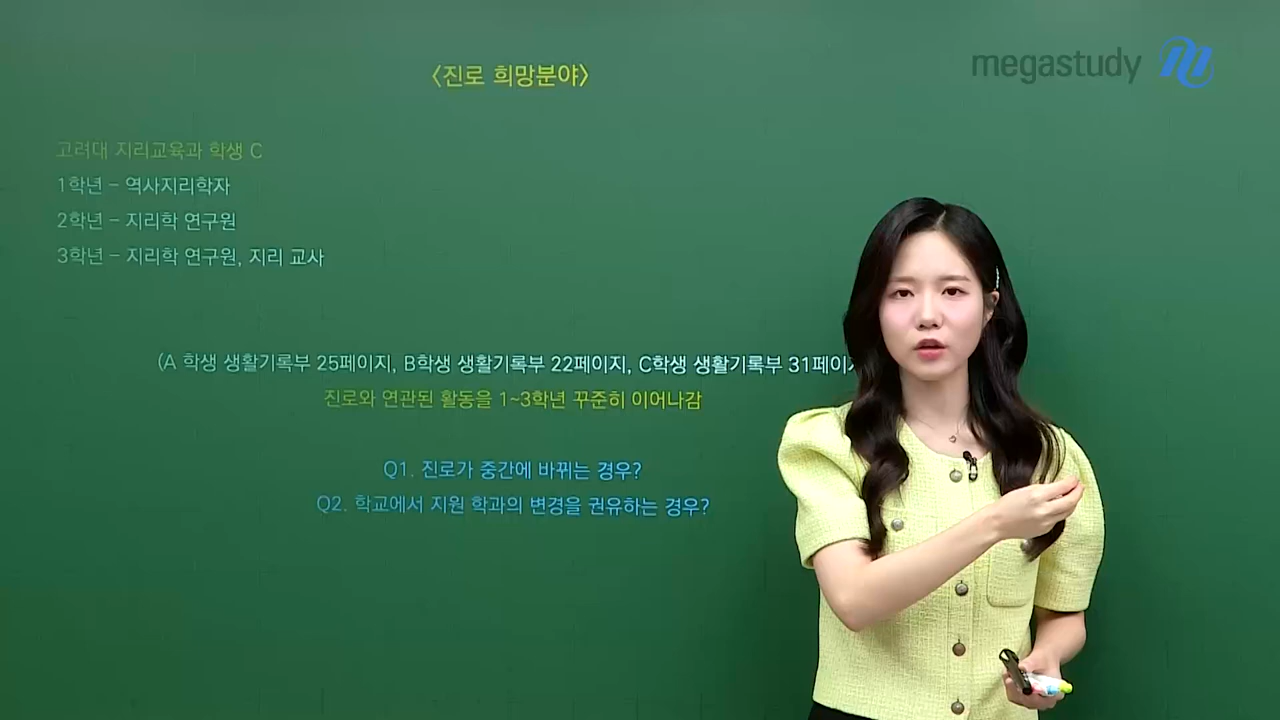 <진로 희망분야>
megastudy
고려대 지리교육과 학생 C
1학년 - 역사지리학자
2학년 - 지리학 연구원
3학년 - 지리학 연구원, 지리 교사
(A 학생 생활기록부 25페이지, B학생 생활기록부 22페이지, C학생 생활기록부 31페이지
진로와 연관된 활동을 1~3학년 꾸준히 이어나감
Q1. 진로가 중간에 바뀌는 경우?
Q2. 학교에서 지원 학과의 변경을 권유하는 경우?